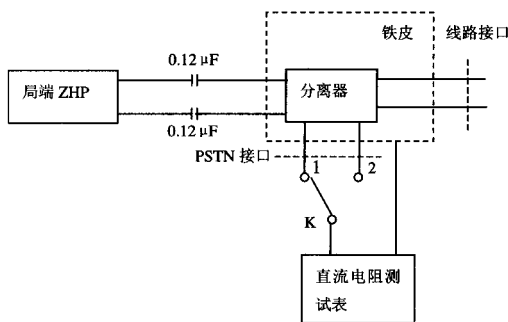 铁皮
线路接口
0.12 μF
局端 ZHP
分离器
0.12 μF
PSTN 接口
1
2
K
直流电阻测
试表